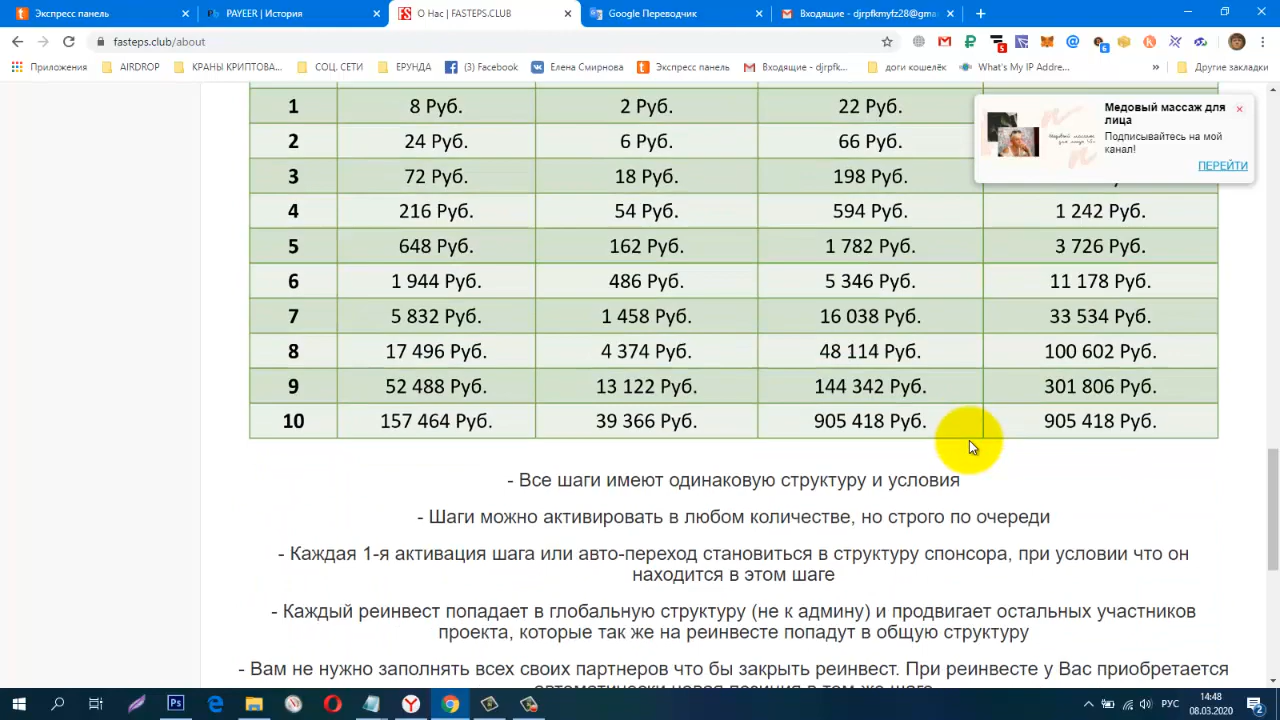 Экспресс панель
PAYEER | История
О Нас | FASTEPS.CLUB
Google Переводчик
Входящие - djrpfkmyfz28@gmai
fasteps.club/about
5
6
Приложения
AIRDROP
КРАНЫ КРИПТОВА...
СОЦ. СЕТИ
ЕРУНДА
(3) Facebook
Елена Смирнова
Экспресс панель
Входящие - djrpfk...
доги кошелёк
What's My IP Addre...
»
Другие закладки
Медовый массаж для
лица
Подписывайтесь на мой
канал!
ПЕРЕЙТИ
1 8 Руб. 2 Руб. 22 Руб.
2 24 Руб. 6 Руб. 66 Руб.
3 72 Руб. 18 Руб. 198 Руб.
4 216 Руб. 54 Руб. 594 Руб. 1 242 Руб.
5 648 Руб. 162 Руб. 1 782 Руб. 3 726 Руб.
6 1 944 Руб. 486 Руб. 5 346 Руб. 11 178 Руб.
7 5 832 Руб. 1 458 Руб. 16 038 Руб. 33 534 Руб.
8 17 496 Руб. 4 374 Руб. 48 114 Руб. 100 602 Руб.
9 52 488 Руб. 13 122 Руб. 144 342 Руб. 301 806 Руб.
10 157 464 Руб. 39 366 Руб. 905 418 Руб. 905 418 Руб.
- Все шаги имеют одинаковую структуру и условия
- Шаги можно активировать в любом количестве, но строго по очереди
- Каждая 1-я активация шага или авто-переход становиться в структуру спонсора, при условии что он
находится в этом шаге
- Каждый реинвест попадает в глобальную структуру (не к админу) и продвигает остальных участников
проекта, которые так же на реинвесте попадут в общую структуру
- Вам не нужно заполнять всех своих партнеров что бы закрыть реинвест. При реинвесте у Вас приобретается
автоматически новая позиция в том же шаге
Ps
РУС
14:48
08.03.2020
2